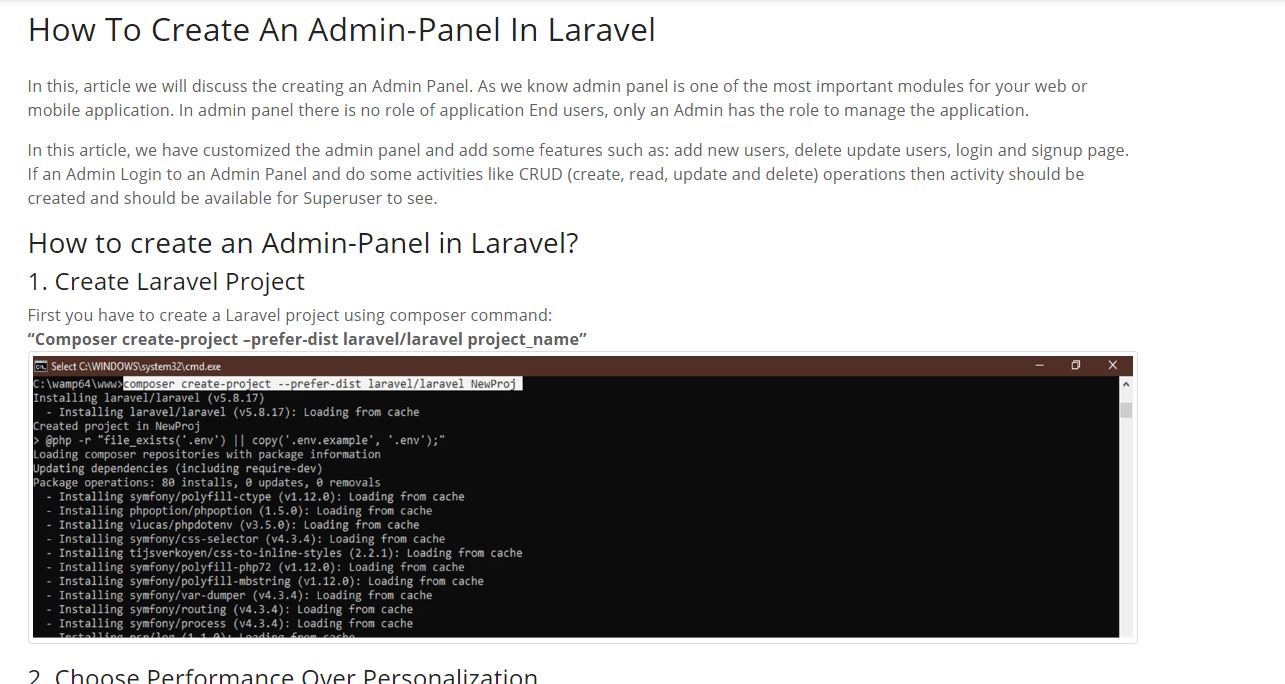 How To Create An Admin-Panel In Laravel
In this, article we will discuss the creating an Admin Panel. As we know admin panel is one of the most important modules for your web or
mobile application. In admin panel there is no role of application End users, only an Admin has the role to manage the application.
In this article, we have customized the admin panel and add some features such as: add new users, delete update users, login and signup page.
If an Admin Login to an Admin Panel and do some activities like CRUD (create, read, update and delete) operations then activity should be
created and should be available for Superuser to see.
How to create an Admin-Panel in Laravel?
1. Create Laravel Project
First you have to create a Laravel project using composer command:
“Composer create-project –prefer-dist laravel/laravel project_name”
Select C:\WINDOWS\system32\cmd.exe
C:\wamp64\www>composer create-project --prefer-dist laravel/laravel NewProj
Installing laravel/laravel (v5.8.17)
- Installing laravel/laravel (v5.8.17): Loading from cache
Created project in NewProj
> @php -r "file_exists('.env') || copy('.env.example', '.env');"
Loading composer repositories with package information
Updating dependencies (including require-dev)
Package operations: 80 installs, 0 updates, 0 removals
- Installing symfony/polyfill-ctype (v1.12.0): Loading from cache
- Installing phpoption/phpoption (1.5.0): Loading from cache
- Installing vlucas/phpdotenv (v3.5.0): Loading from cache
- Installing symfony/css-selector (v4.3.4): Loading from cache
- Installing tijsverkoyen/css-to-inline-styles (2.2.1): Loading from cache
- Installing symfony/polyfill-php72 (v1.12.0): Loading from cache
- Installing symfony/polyfill-mbstring (v1.12.0): Loading from cache
- Installing symfony/var-dumper (v4.3.4): Loading from cache
- Installing symfony/routing (v4.3.4): Loading from cache
- Installing symfony/process (v4.3.4): Loading from cache
- Installing psr/log (1.1.0): Loading from cache
2. Choose Performance Over Personalization